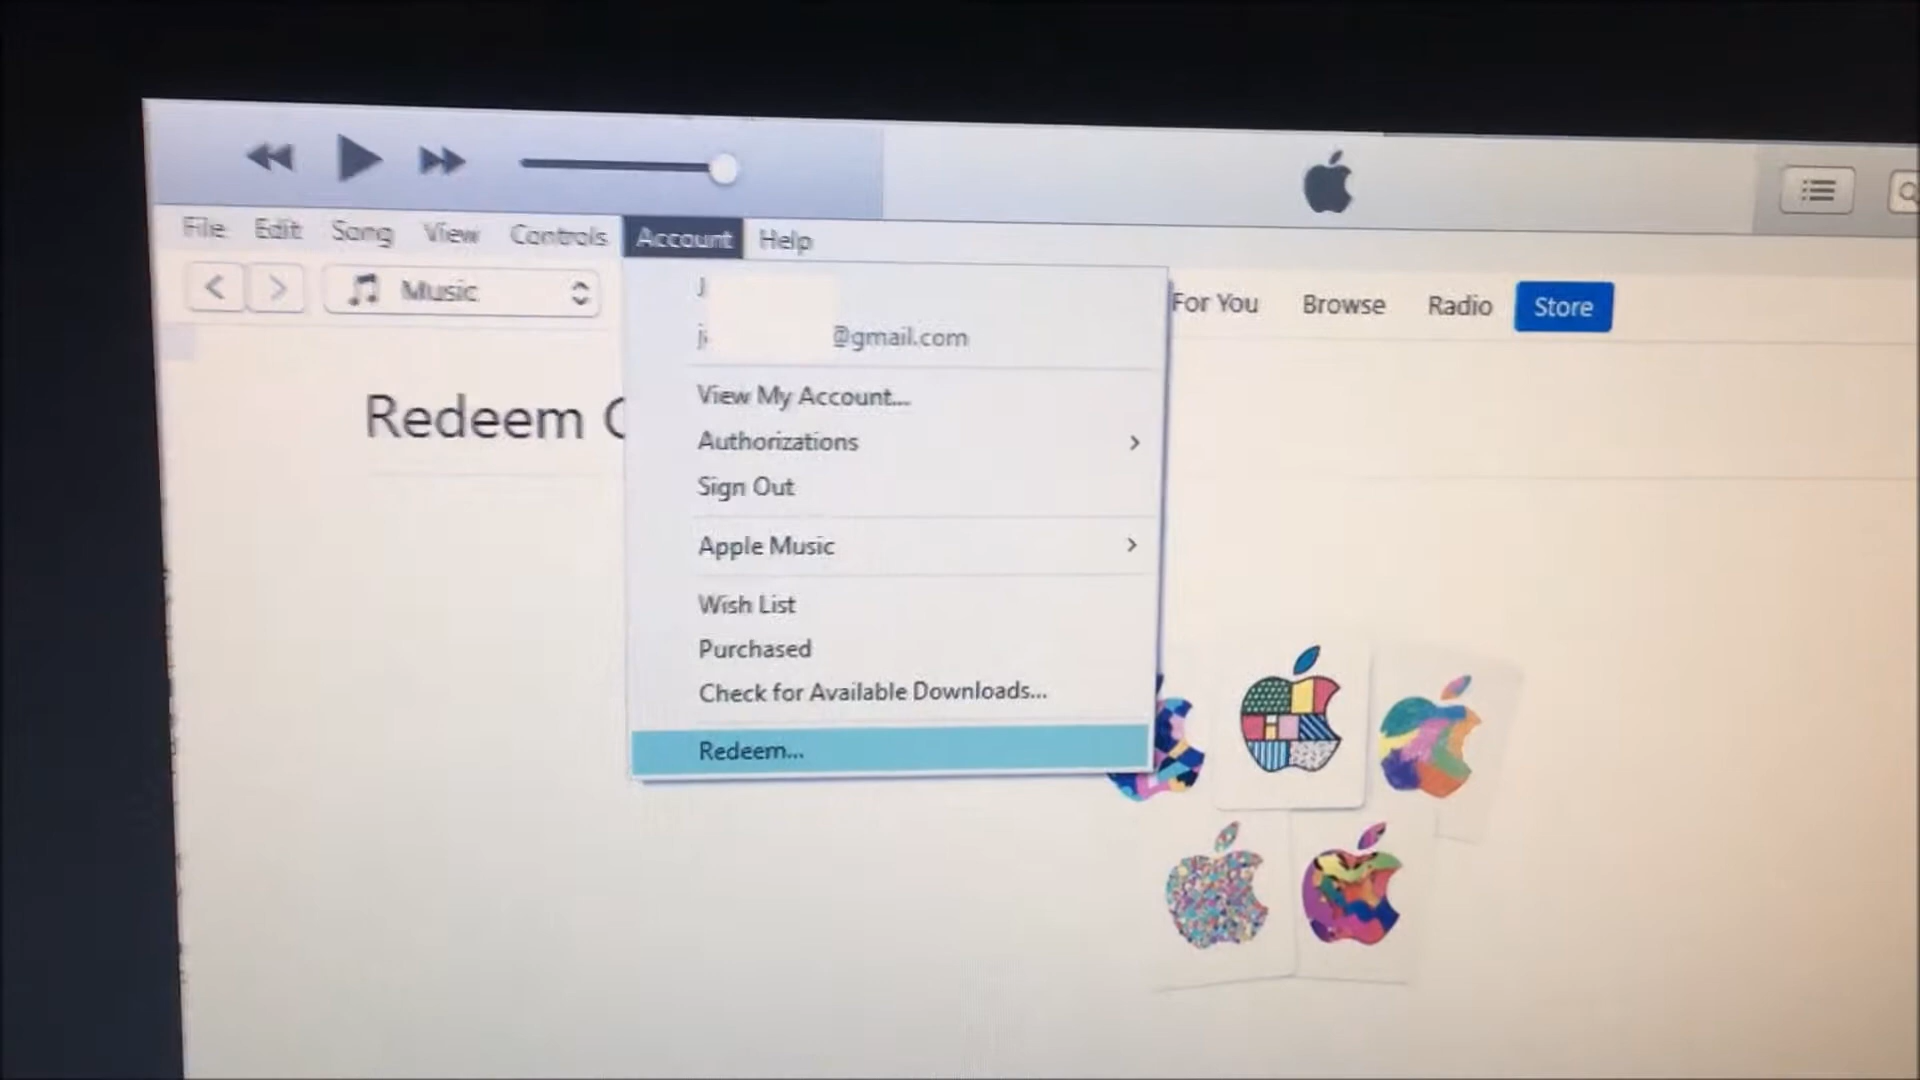 File Edit Song View Controls Account Help
Music
For You Browse Radio Store
Redeem
@gmail.com
View My Account...
Authorizations
Sign Out
Apple Music
Wish List
Purchased
Check for Available Downloads...
Redeem...